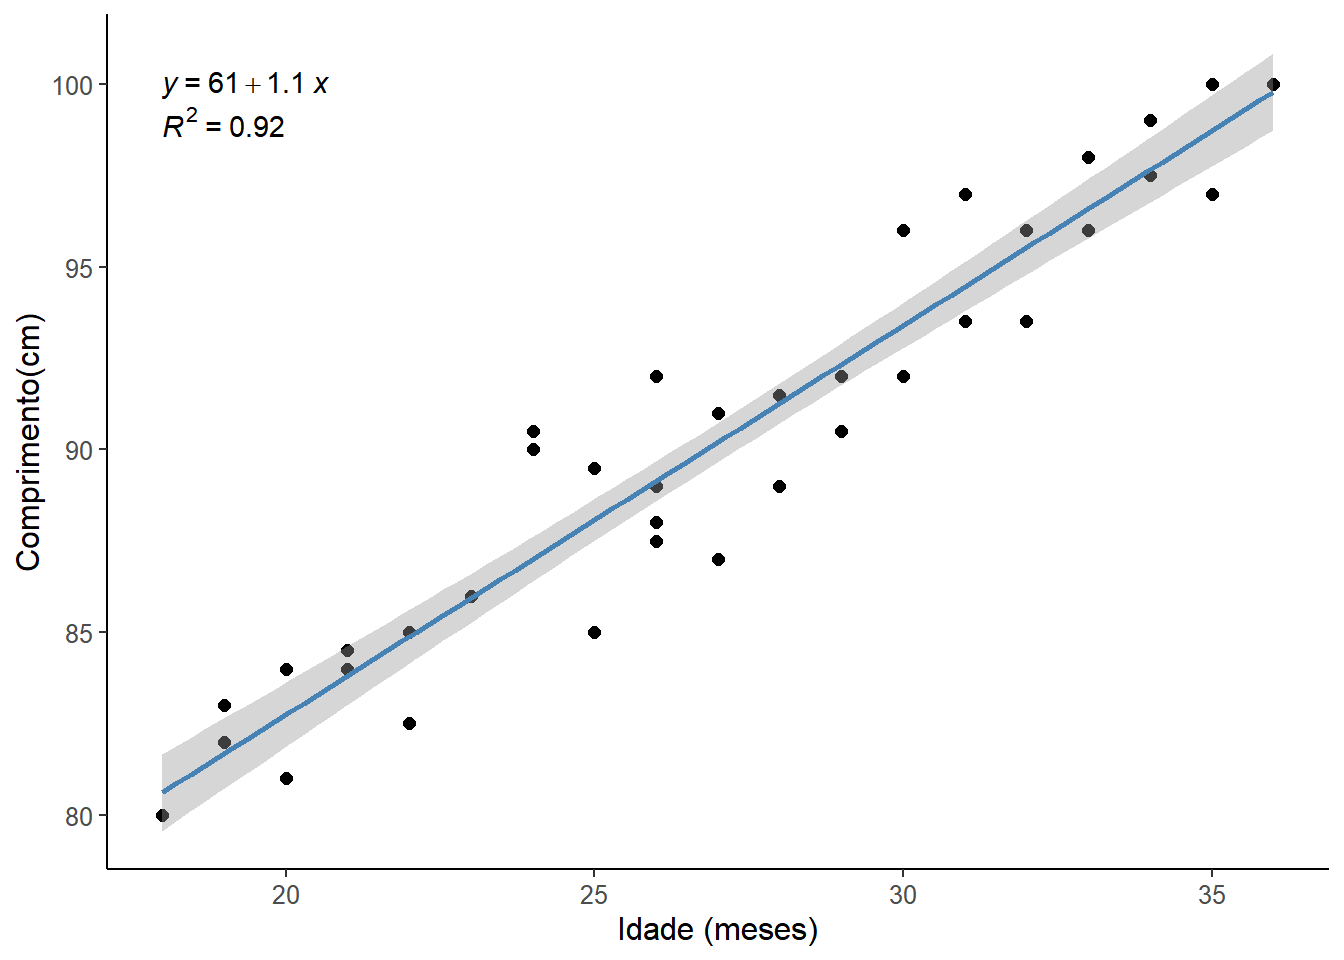 y = 61 + 1.1 x
R² = 0.92
100
95
90
85
80
Comprimento(cm)
20 25 30 35
Idade (meses)